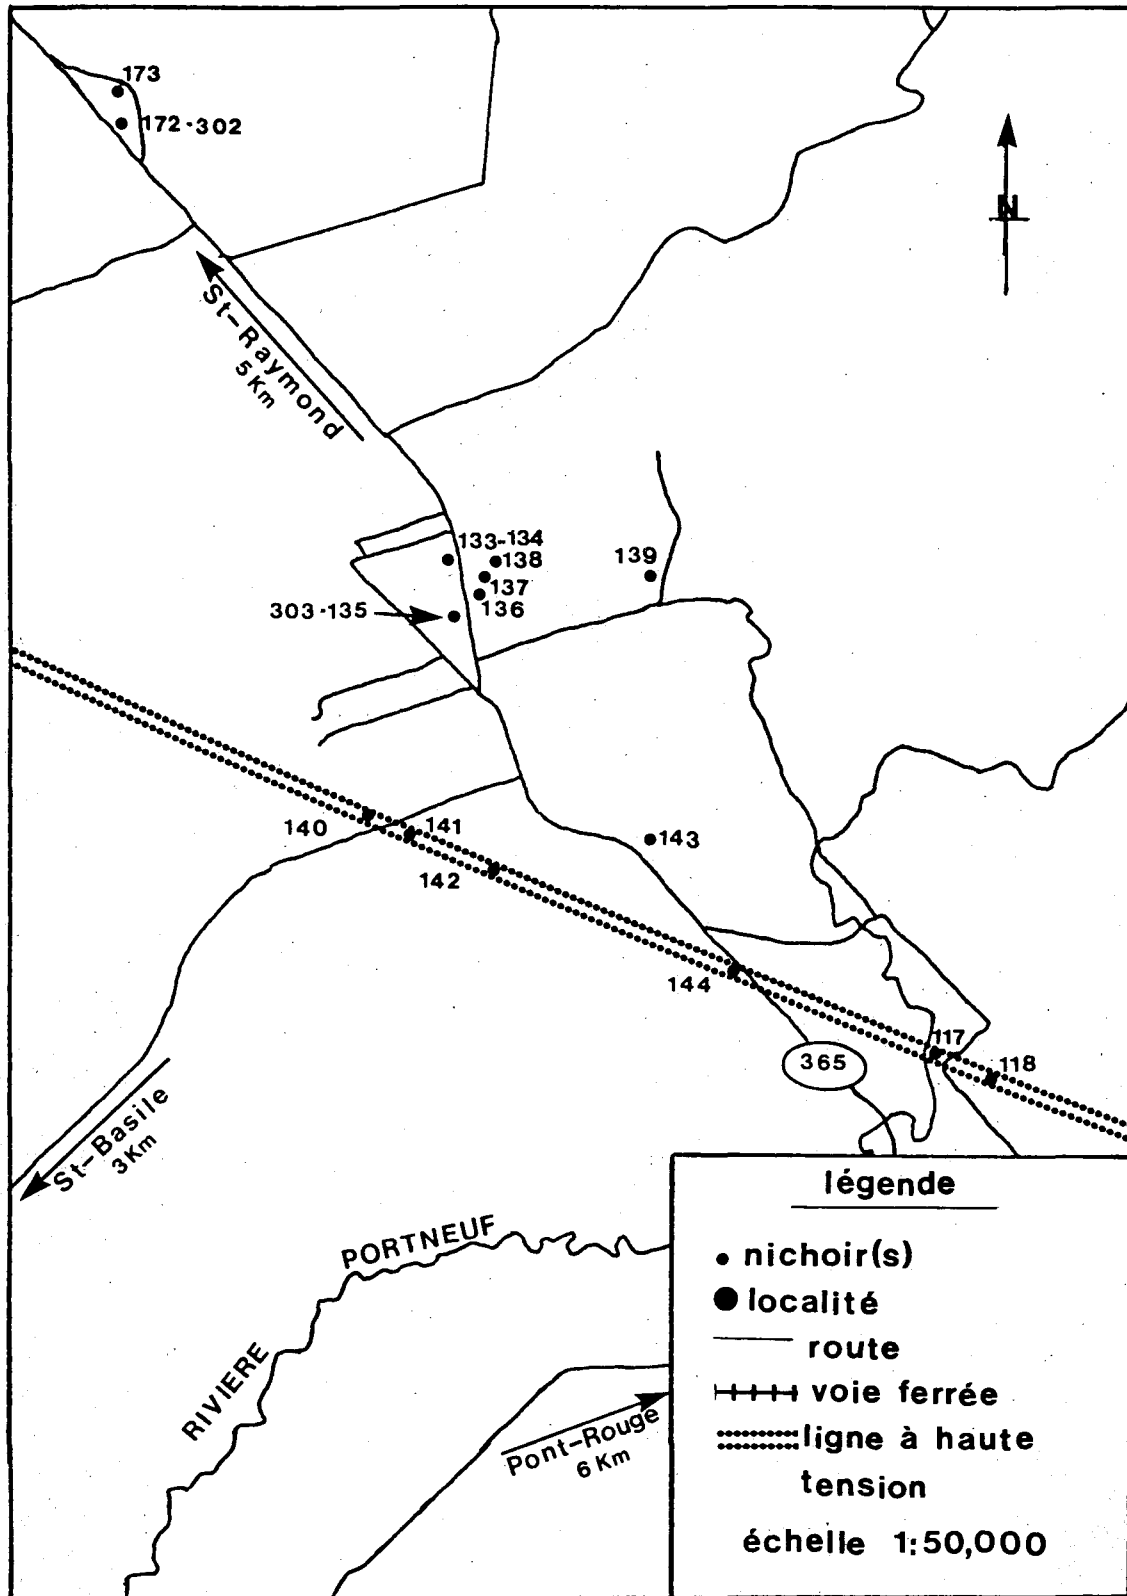 173
172-302
N
St-Raymond
5 Km
133-134
138
137
136
139
303-135
140
141
142
143
144
117
118
365
St-Basile
3 Km
PORTNEUF
RIVIERE
Pont-Rouge
6 Km
légende
nichoir(s)
localité
route
voie ferrée
ligne à haute
tension
échelle 1:50,000